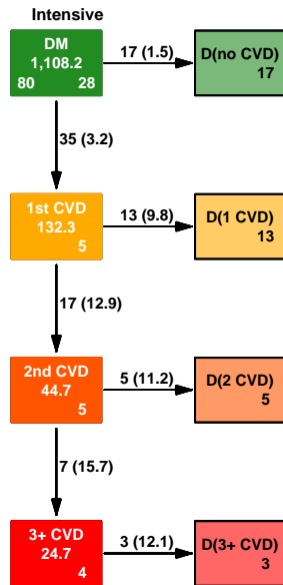 Intensive
DM
1,108.2
80 28
17 (1.5)
D(no CVD)
17
35 (3.2)
1st CVD
132.3
5
13 (9.8)
D(1 CVD)
13
17 (12.9)
2nd CVD
44.7
5
5 (11.2)
D(2 CVD)
5
7 (15.7)
3+ CVD
24.7
4
3 (12.1)
D(3+ CVD)
3